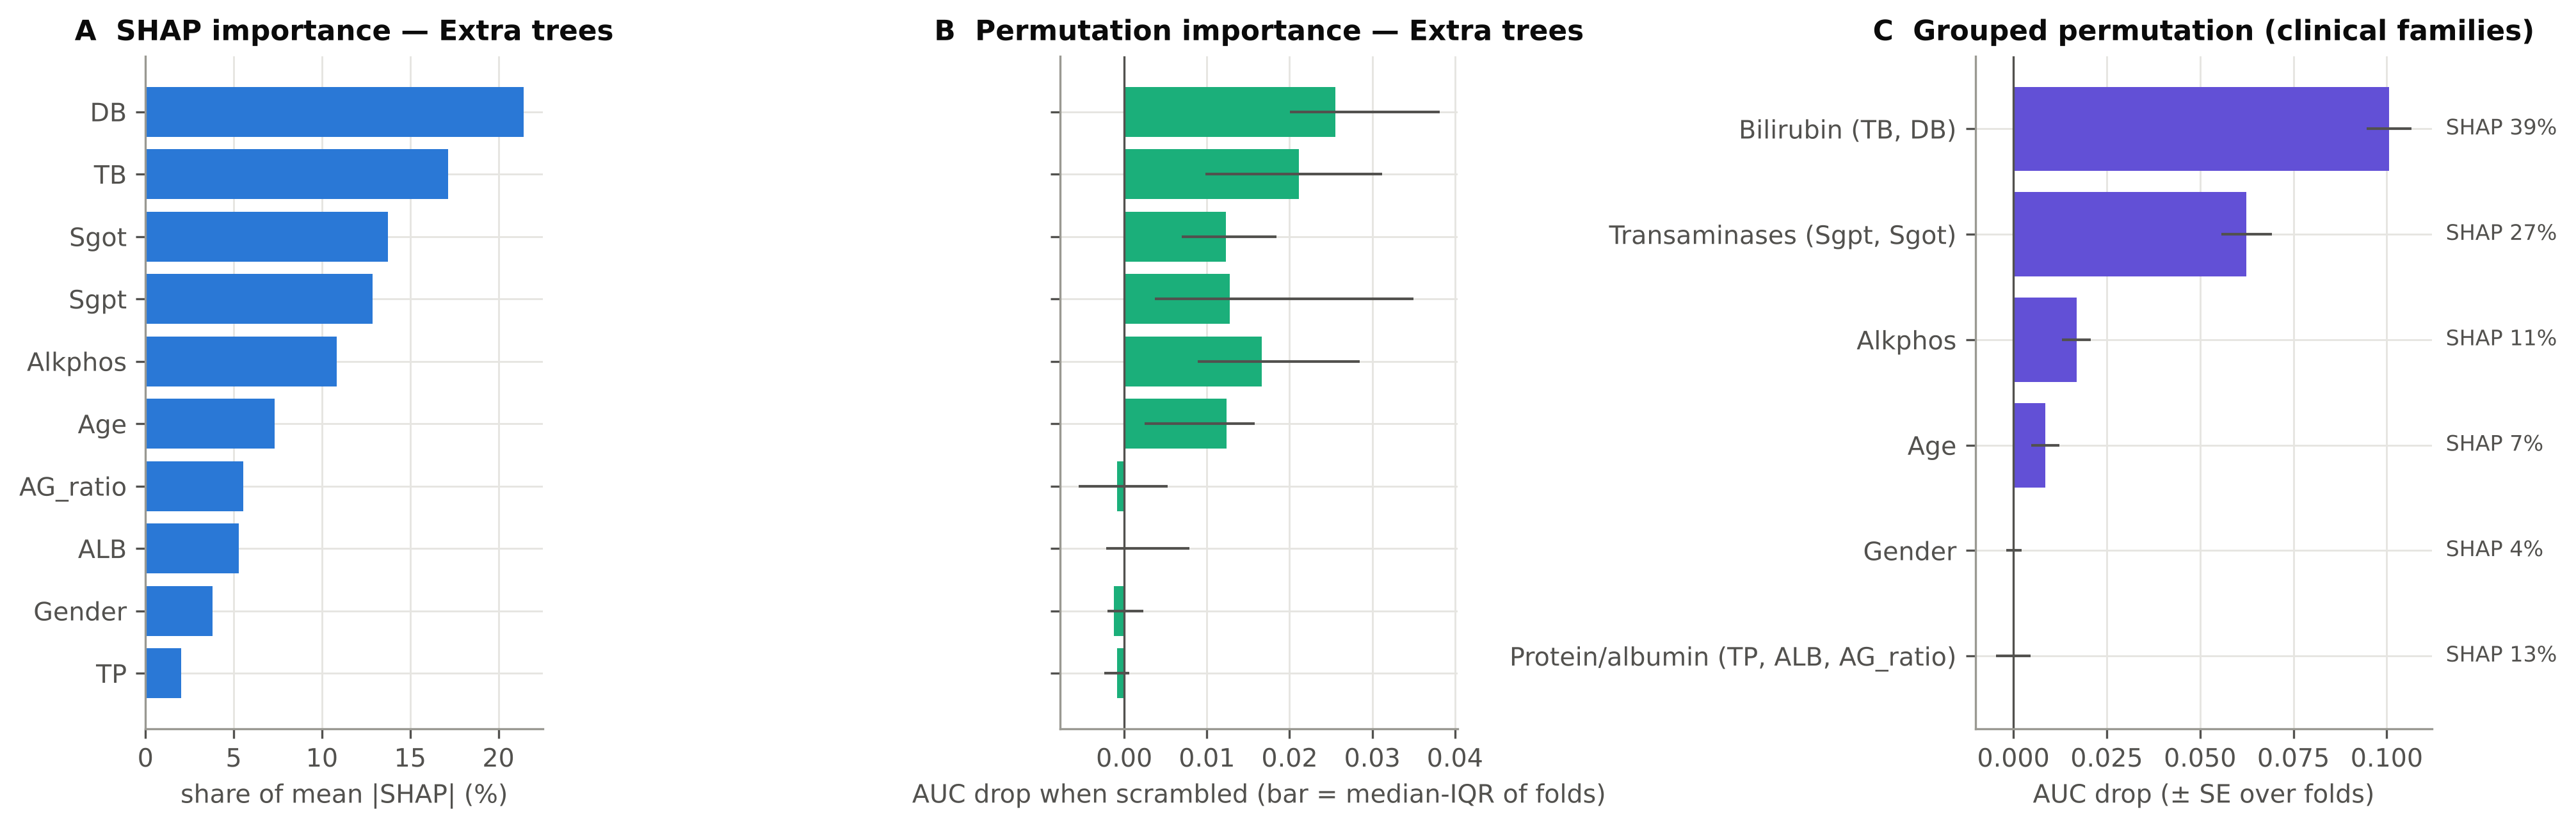 A SHAP importance — Extra trees
DB
TB
Sgot
Sgpt
Alkphos
Age
AG_ratio
ALB
Gender
TP
0 5 10 15 20
share of mean |SHAP| (%)
B Permutation importance — Extra trees
0.00 0.01 0.02 0.03 0.04
AUC drop when scrambled (bar = median-IQR of folds)
C Grouped permutation (clinical families)
Bilirubin (TB, DB) SHAP 39%
Transaminases (Sgpt, Sgot) SHAP 27%
Alkphos SHAP 11%
Age SHAP 7%
Gender SHAP 4%
Protein/albumin (TP, ALB, AG_ratio) SHAP 13%
0.000 0.025 0.050 0.075 0.100
AUC drop (± SE over folds)